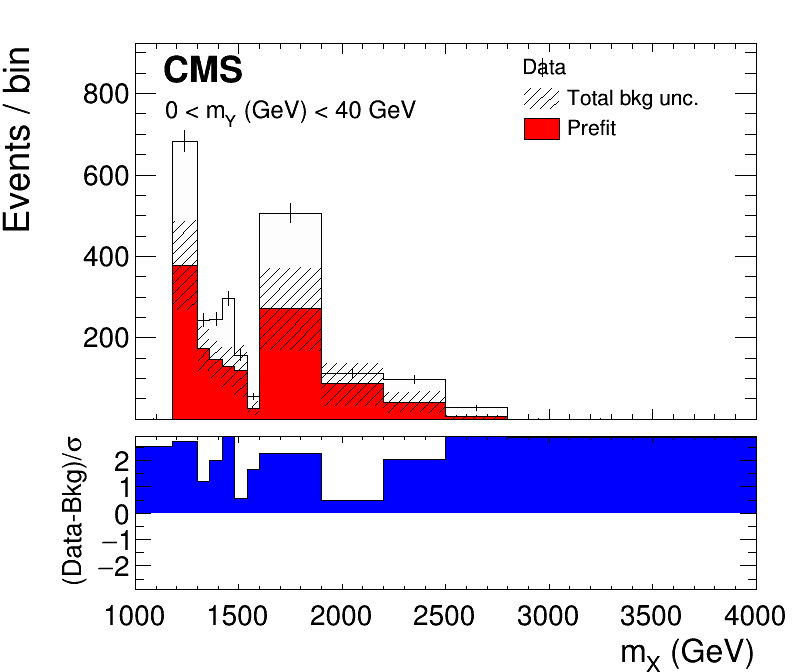 CMS
0 < m_Y (GeV) < 40 GeV
Data
Total bkg unc.
Prefit
Events / bin
800
600
400
200
(Data-Bkg)/σ
2
1
0
−1
−2
1000 1500 2000 2500 3000 3500 4000
m_X (GeV)